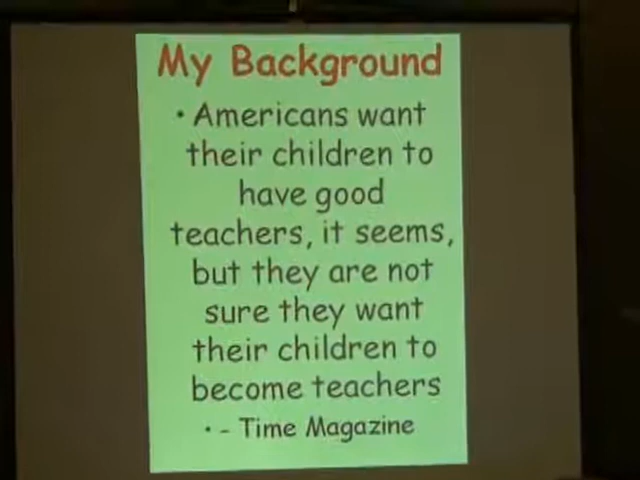 My Background
• Americans want
their children to
have good
teachers, it seems,
but they are not
sure they want
their children to
become teachers
• - Time Magazine